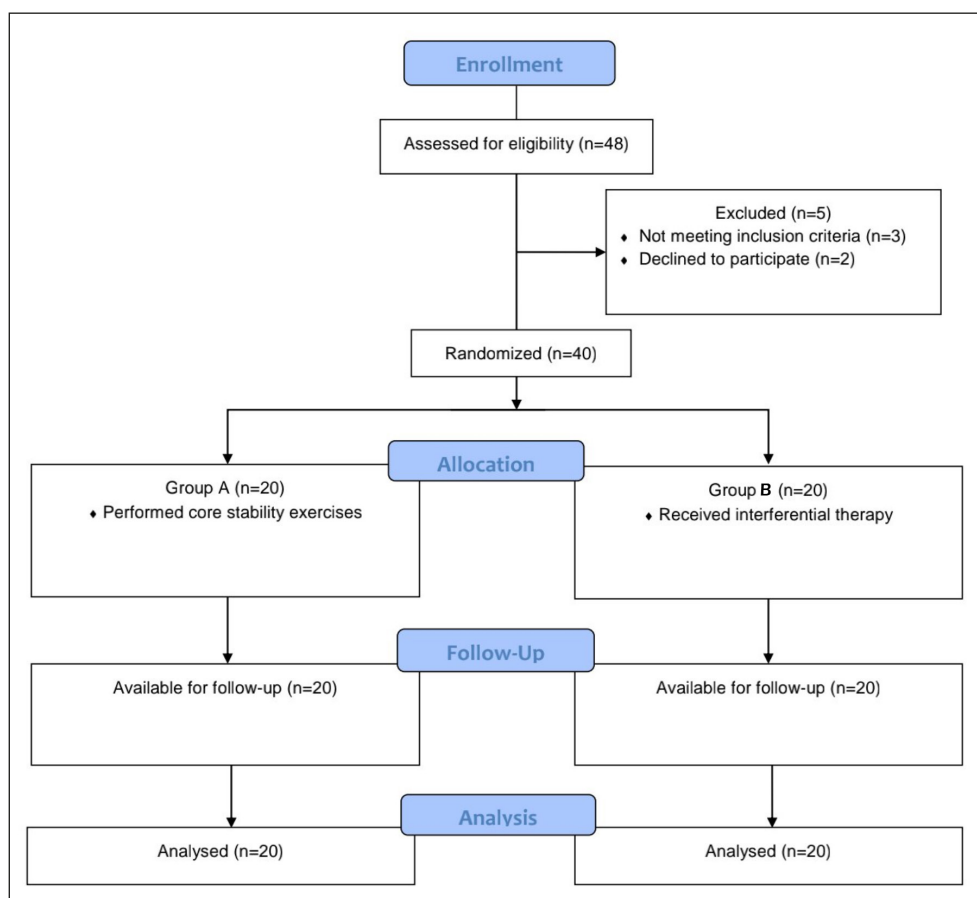 Enrollment
Assessed for eligibility (n=48)
Excluded (n=5)
♦ Not meeting inclusion criteria (n=3)
♦ Declined to participate (n=2)
Randomized (n=40)
Allocation
Group A (n=20)
♦ Performed core stability exercises
Group B (n=20)
♦ Received interferential therapy
Follow-Up
Available for follow-up (n=20)
Available for follow-up (n=20)
Analysis
Analysed (n=20)
Analysed (n=20)